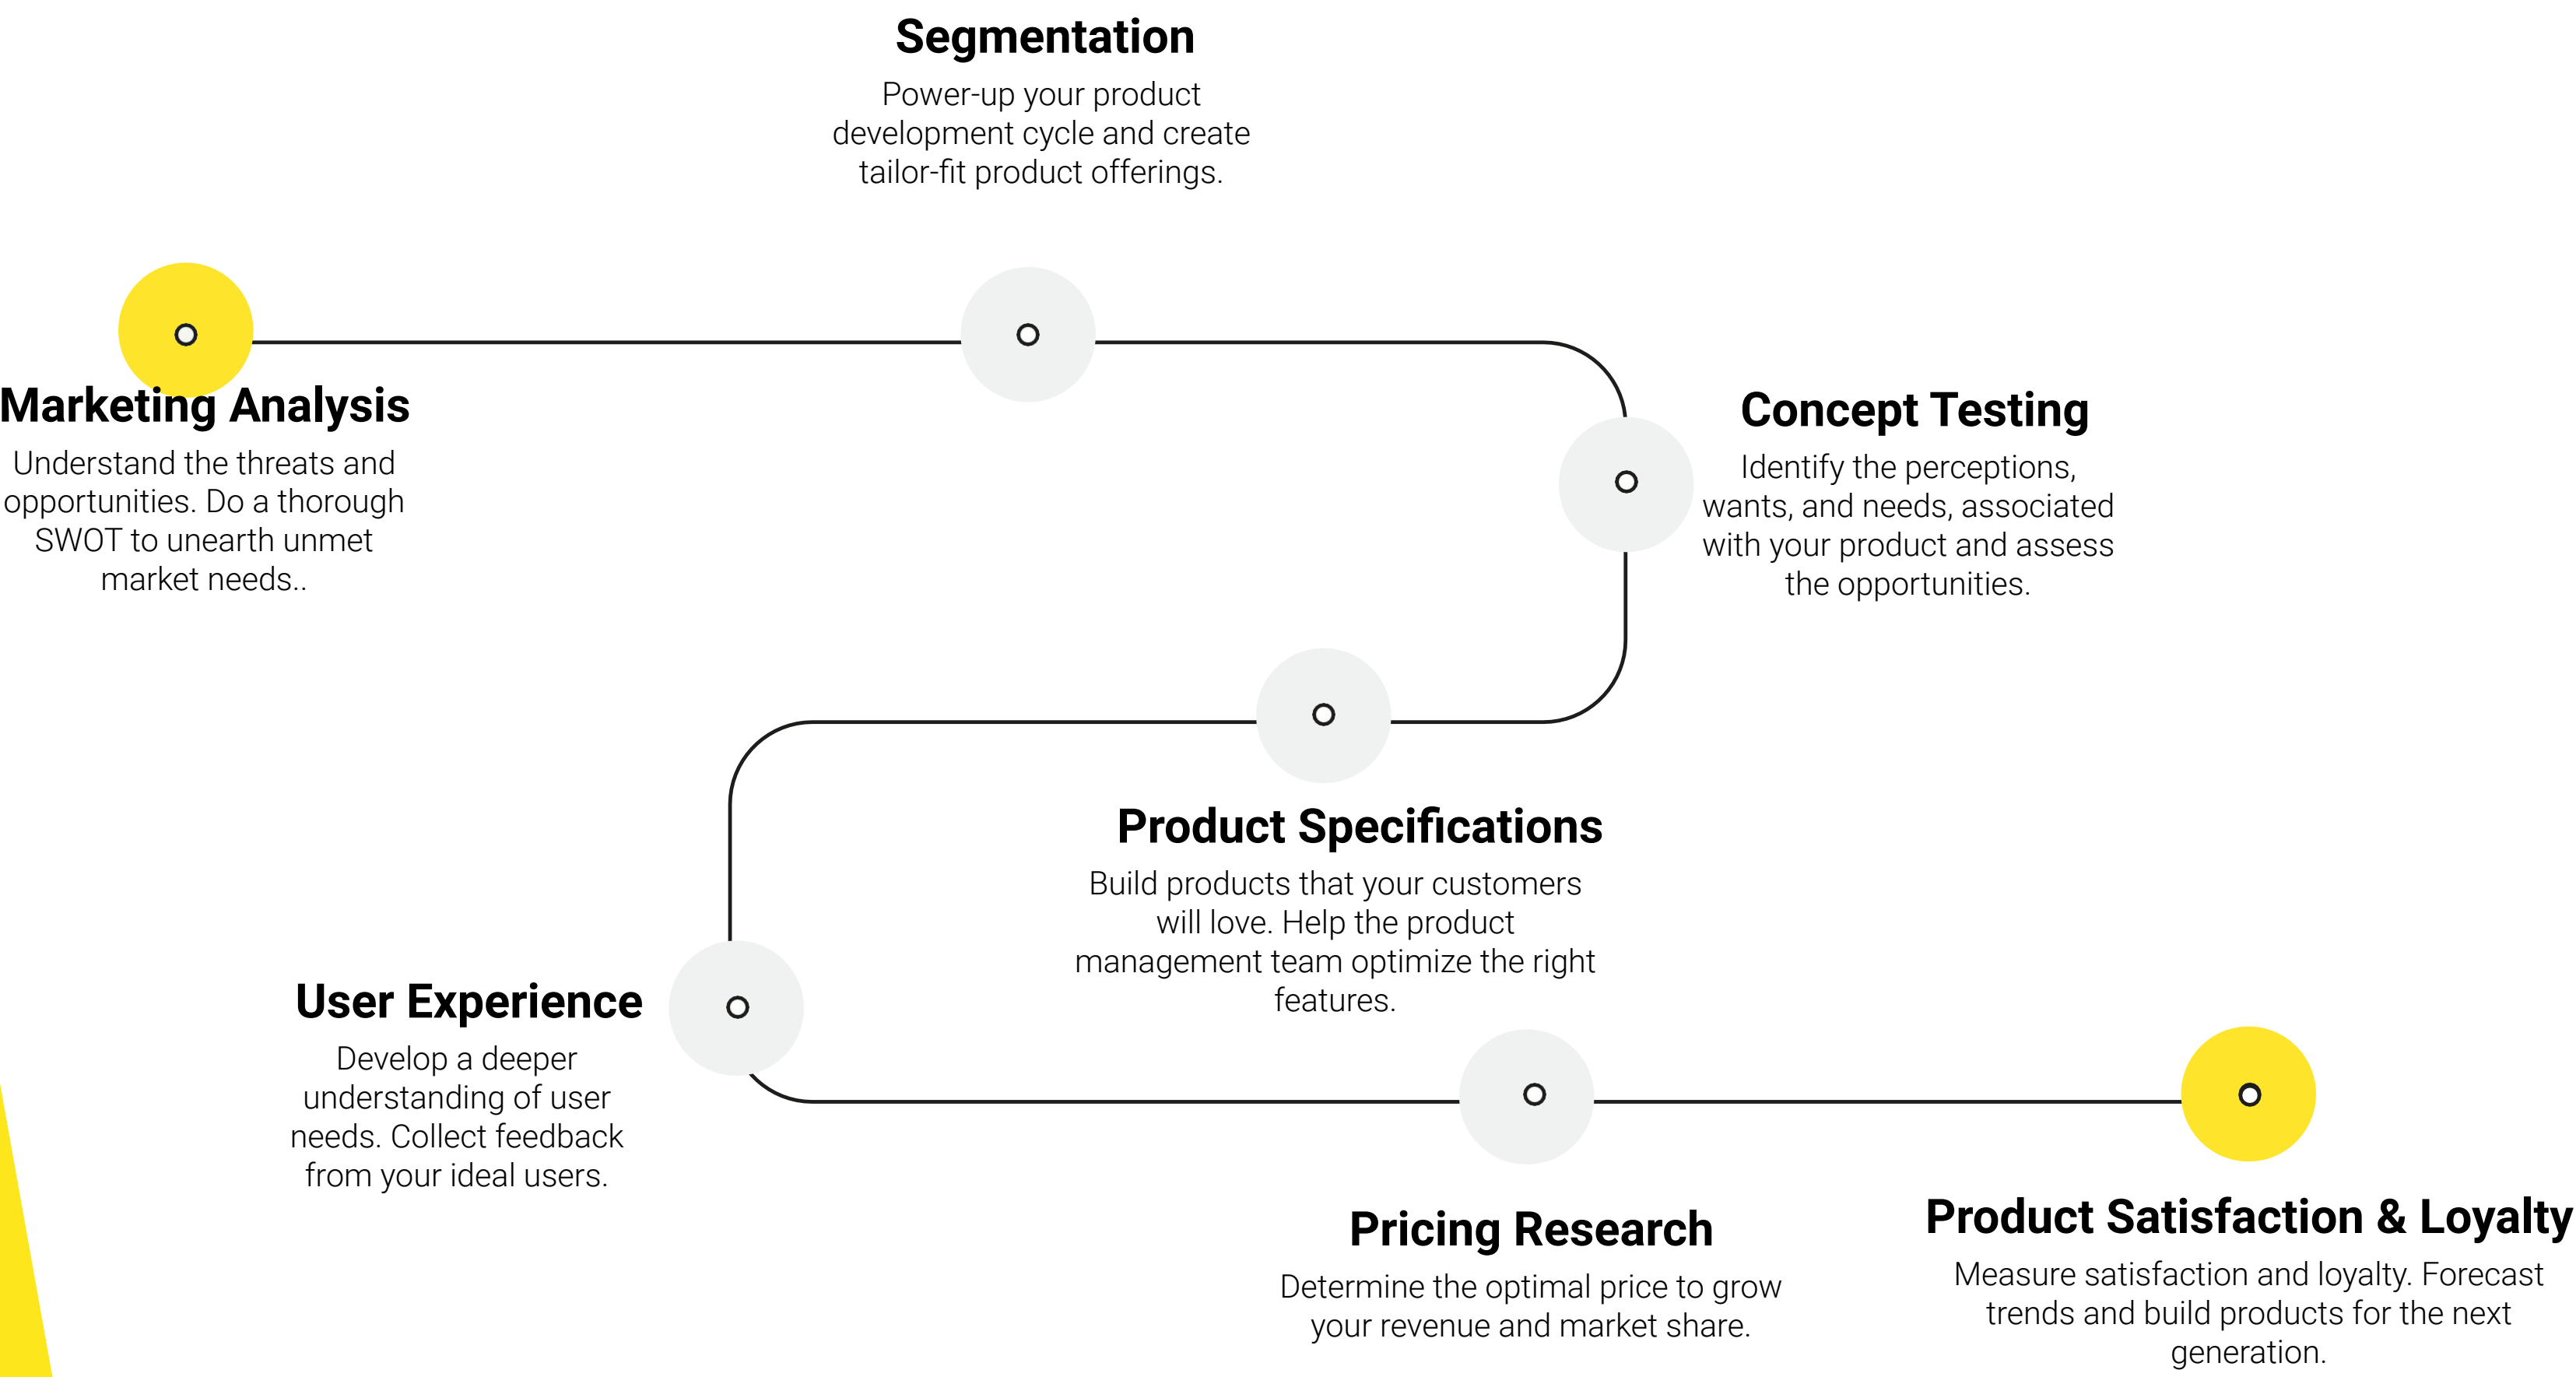 Segmentation
Power-up your product
development cycle and create
tailor-fit product offerings.
Marketing Analysis
Understand the threats and
opportunities. Do a thorough
SWOT to unearth unmet
market needs..
Concept Testing
Identify the perceptions,
wants, and needs, associated
with your product and assess
the opportunities.
Product Specifications
Build products that your customers
will love. Help the product
management team optimize the right
features.
User Experience
Develop a deeper
understanding of user
needs. Collect feedback
from your ideal users.
Pricing Research
Determine the optimal price to grow
your revenue and market share.
Product Satisfaction & Loyalty
Measure satisfaction and loyalty. Forecast
trends and build products for the next
generation.